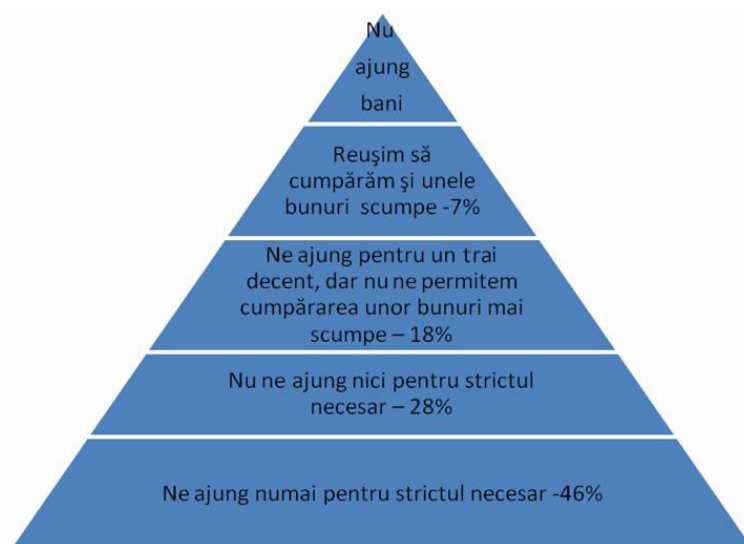 Nu
ajung
bani
Reuşim să
cumpărăm şi unele
bunuri scumpe -7%
Ne ajung pentru un trai
decent, dar nu ne permitem
cumpărarea unor bunuri mai
scumpe – 18%
Nu ne ajung nici pentru strictul
necesar – 28%
Ne ajung numai pentru strictul necesar -46%